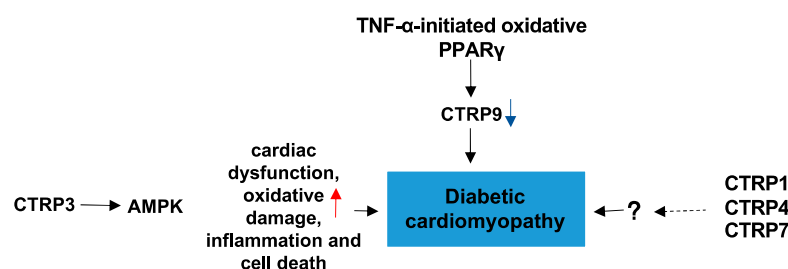 TNF-α-initiated oxidative
PPARγ
CTRP9
cardiac
dysfunction,
oxidative
damage,
inflammation and
cell death
CTRP3
AMPK
Diabetic
cardiomyopathy
?
CTRP1
CTRP4
CTRP7